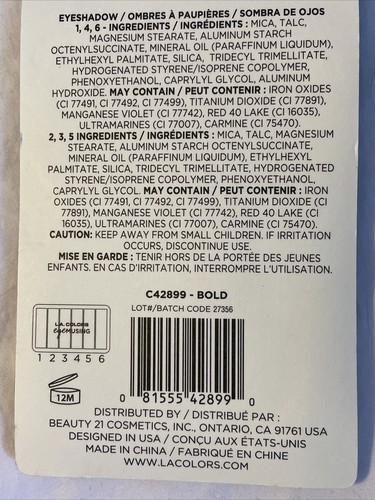 EYESHADOW / OMBRES À PAUPIÈRES / SOMBRA DE OJOS
1, 4, 6 - INGREDIENTS / INGRÉDIENTS : MICA, TALC,
MAGNESIUM STEARATE, ALUMINUM STARCH
OCTENYLSUCCINATE, MINERAL OIL (PARAFFINUM LIQUIDUM),
ETHYLHEXYL PALMITATE, SILICA, TRIDECYL TRIMELLITATE,
HYDROGENATED STYRENE/ISOPRENE COPOLYMER,
PHENOXYETHANOL, CAPRYLYL GLYCOL, ALUMINUM
HYDROXIDE. MAY CONTAIN / PEUT CONTENIR : IRON OXIDES
(CI 77491, CI 77492, CI 77499), TITANIUM DIOXIDE (CI 77891),
MANGANESE VIOLET (CI 77742), RED 40 LAKE (CI 16035),
ULTRAMARINES (CI 77007), CARMINE (CI 75470).
2, 3, 5 INGREDIENTS / INGRÉDIENTS : MICA, TALC, MAGNESIUM
STEARATE, ALUMINUM STARCH OCTENYLSUCCINATE,
MINERAL OIL (PARAFFINUM LIQUIDUM), ETHYLHEXYL
PALMITATE, SILICA, TRIDECYL TRIMELLITATE, HYDROGENATED
STYRENE/ISOPRENE COPOLYMER, PHENOXYETHANOL,
CAPRYLYL GLYCOL. MAY CONTAIN / PEUT CONTENIR : IRON
OXIDES (CI 77491, CI 77492, CI 77499), TITANIUM DIOXIDE (CI
77891), MANGANESE VIOLET (CI 77742), RED 40 LAKE (CI
16035), ULTRAMARINES (CI 77007), CARMINE (CI 75470).
CAUTION: KEEP AWAY FROM SMALL CHILDREN. IF IRRITATION
OCCURS, DISCONTINUE USE.
MISE EN GARDE : TENIR HORS DE LA PORTÉE DES JEUNES
ENFANTS. EN CAS D'IRRITATION, INTERROMPRE L'UTILISATION.
C42899 - BOLD
LOT#/BATCH CODE 27356
L.A. COLORS
eyeMUSING
1 2 3 4 5 6
12M
0 81555 42899 0
DISTRIBUTED BY / DISTRIBUÉ PAR :
BEAUTY 21 COSMETICS, INC., ONTARIO, CA 91761 USA
DESIGNED IN USA / CONÇU AUX ÉTATS-UNIS
MADE IN CHINA / FABRIQUÉ EN CHINE
WWW.LACOLORS.COM